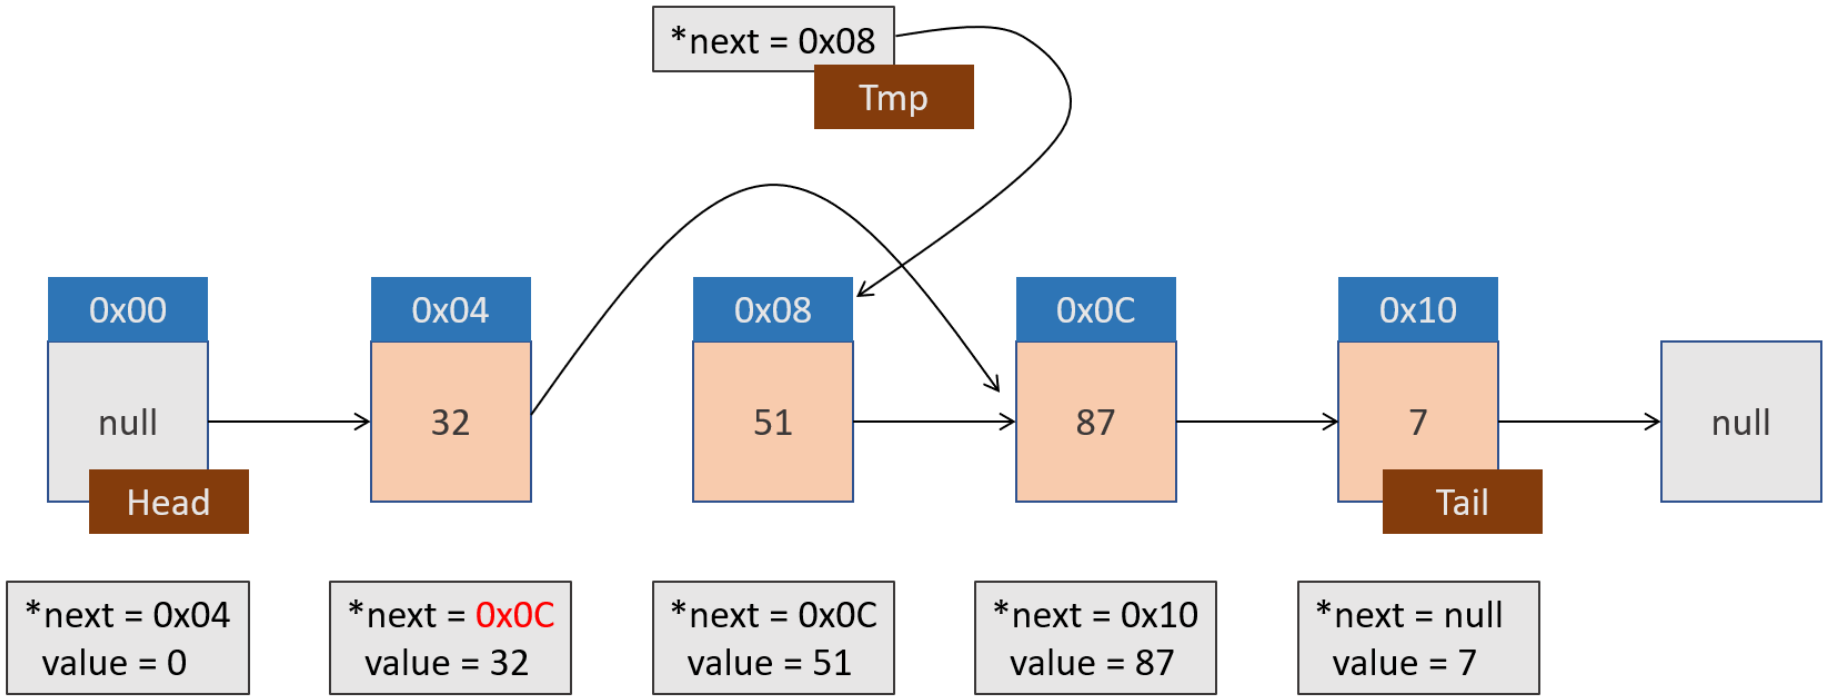 *next = 0x08
Tmp
0x00
0x04
0x08
0x0C
0x10
null
32
51
87
7
null
Head
Tail
*next = 0x04
value = 0
*next = 0x0C
value = 32
*next = 0x0C
value = 51
*next = 0x10
value = 87
*next = null
value = 7